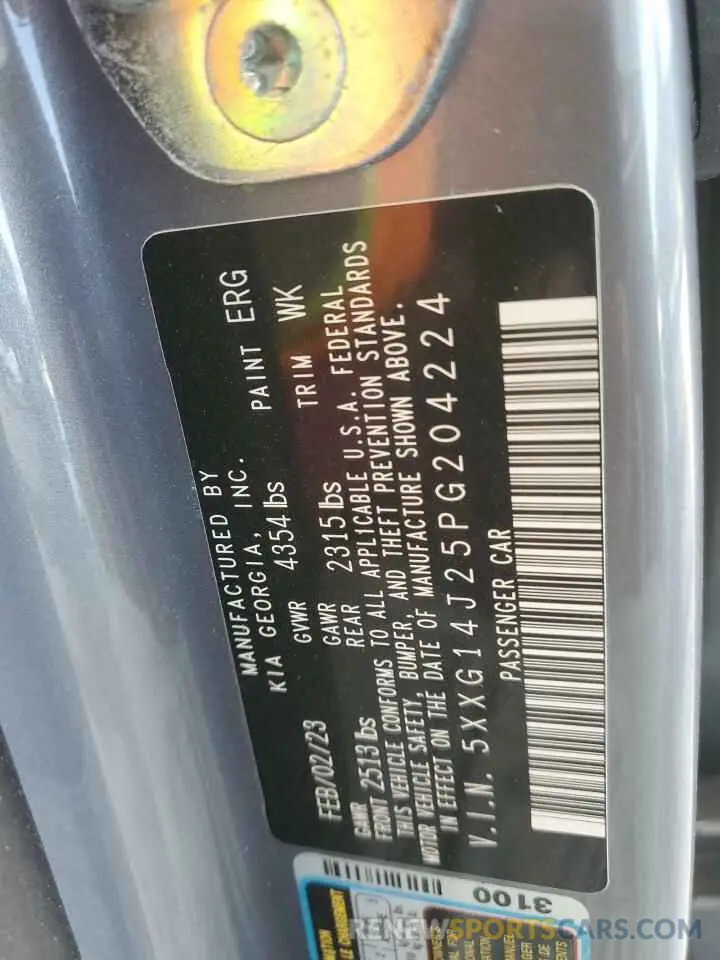 MANUFACTURED BY
KIA GEORGIA, INC.
FEB/02/23 GVWR 4354 lbs PAINT ERG
GAWR FRONT 2513 lbs GAWR REAR 2315 lbs TRIM WK
THIS VEHICLE CONFORMS TO ALL APPLICABLE U.S.A. FEDERAL
MOTOR VEHICLE SAFETY, BUMPER, AND THEFT PREVENTION STANDARDS
IN EFFECT ON THE DATE OF MANUFACTURE SHOWN ABOVE.
V.I.N. 5XXG14J25PG204224
PASSENGER CAR
3100
RENEWSPORTSCARS.COM